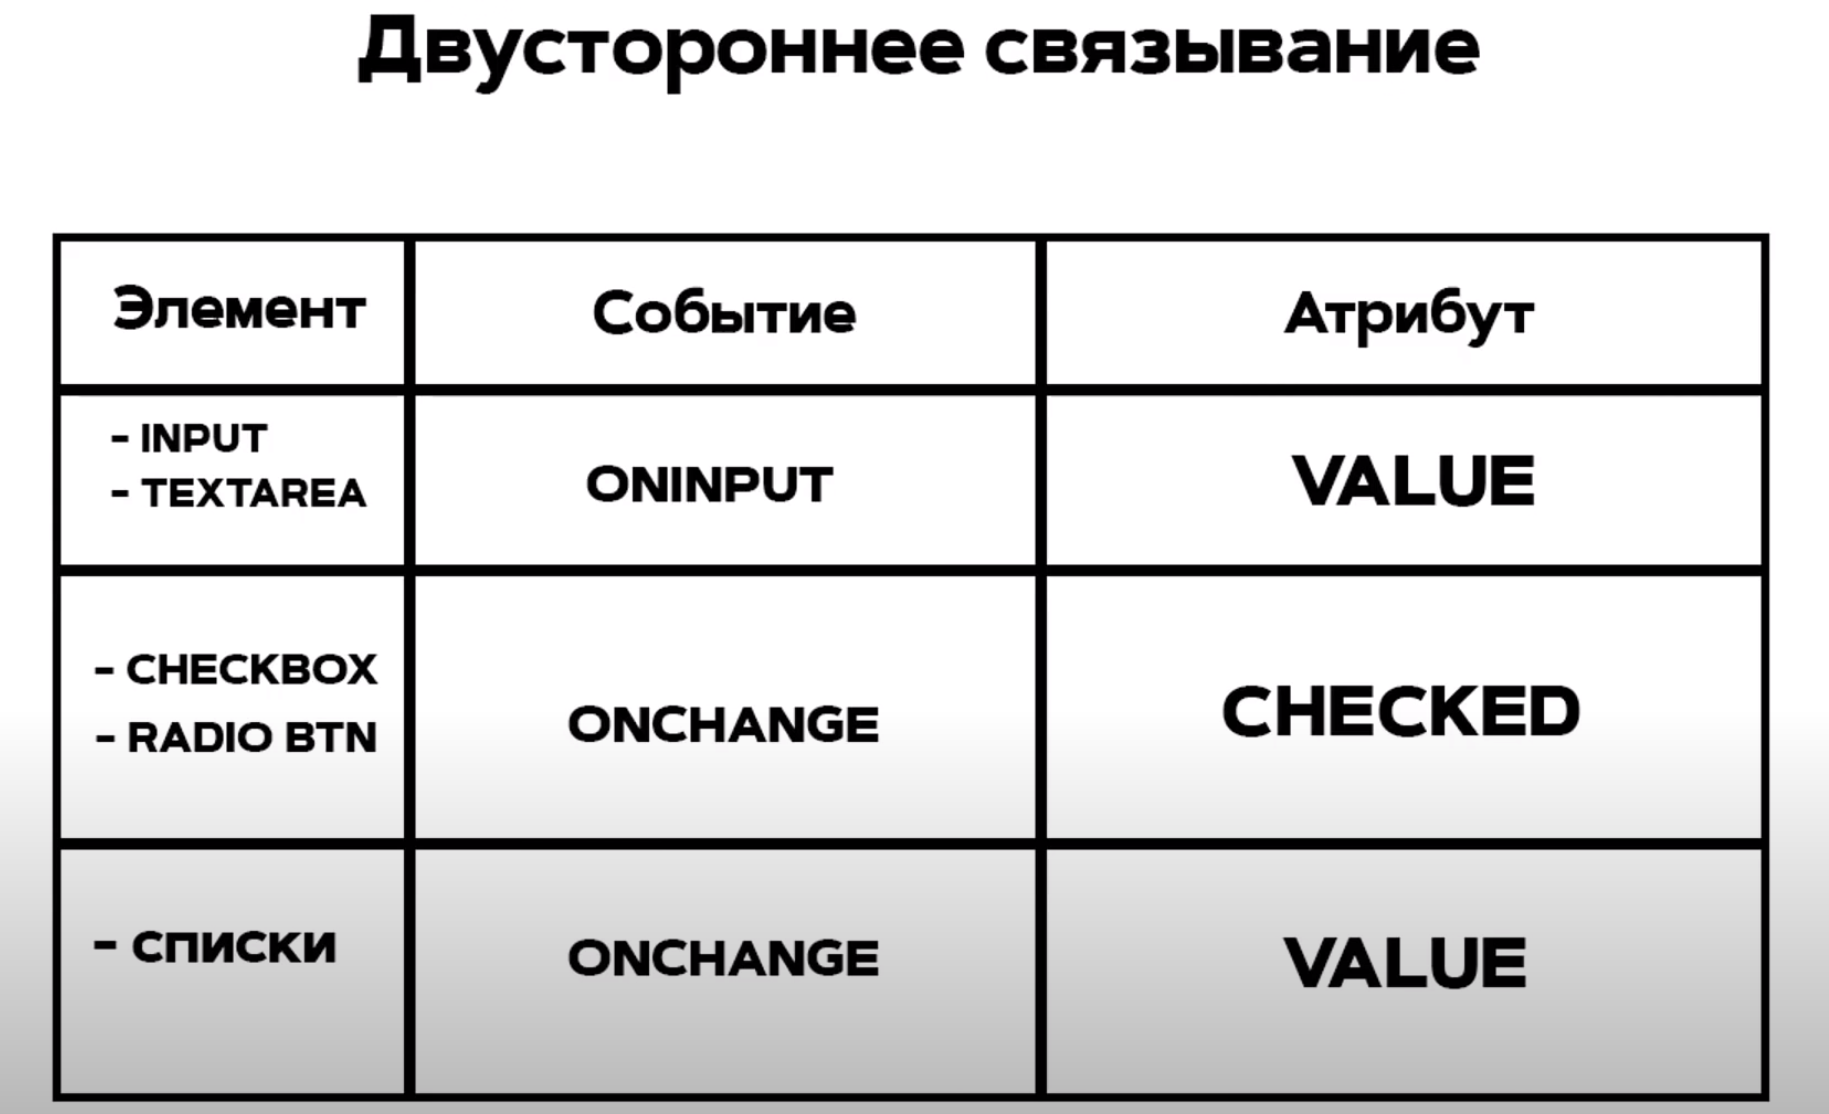 Двустороннее связывание
Элемент
Событие
Атрибут
- INPUT
- TEXTAREA
ONINPUT
VALUE
- CHECKBOX
- RADIO BTN
ONCHANGE
CHECKED
- СПИСКИ
ONCHANGE
VALUE